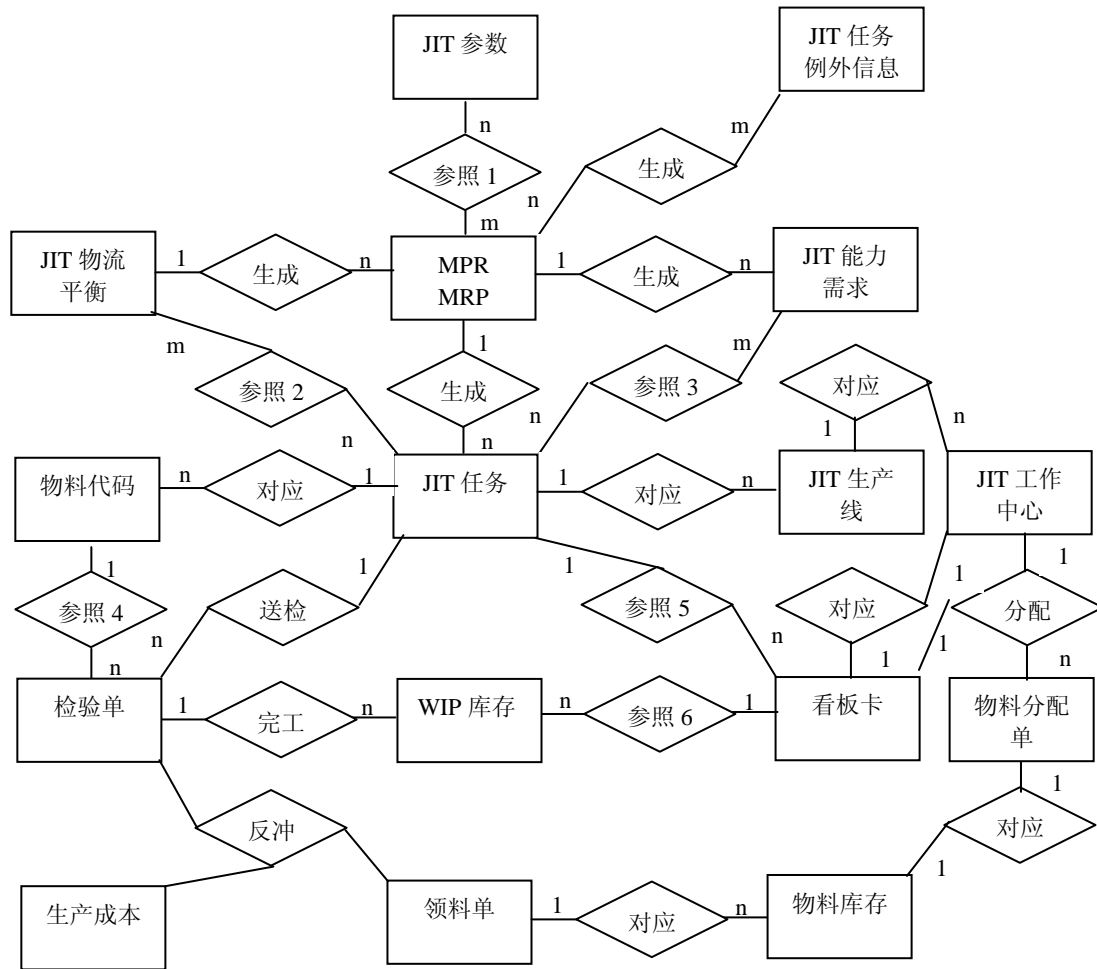 JIT 参数
JIT 任务
例外信息
n
m
参照 1
生成
n
m
JIT 物流
平衡
1
生成
n
MPR
MRP
1
生成
n
JIT 能力
需求
m
1
m
参照 2
生成
参照 3
对应
n
n
n
n
1
物料代码
n
对应
1
JIT 任务
1
对应
n
JIT 生产
线
JIT 工作
中心
1
1
1
1
1
1
参照 4
送检
参照 5
对应
分配
n
n
n
1
1
n
检验单
1
完工
n
WIP 库存
n
参照 6
1
看板卡
物料分配
单
1
反冲
对应
1
生产成本
领料单
1
对应
n
物料库存